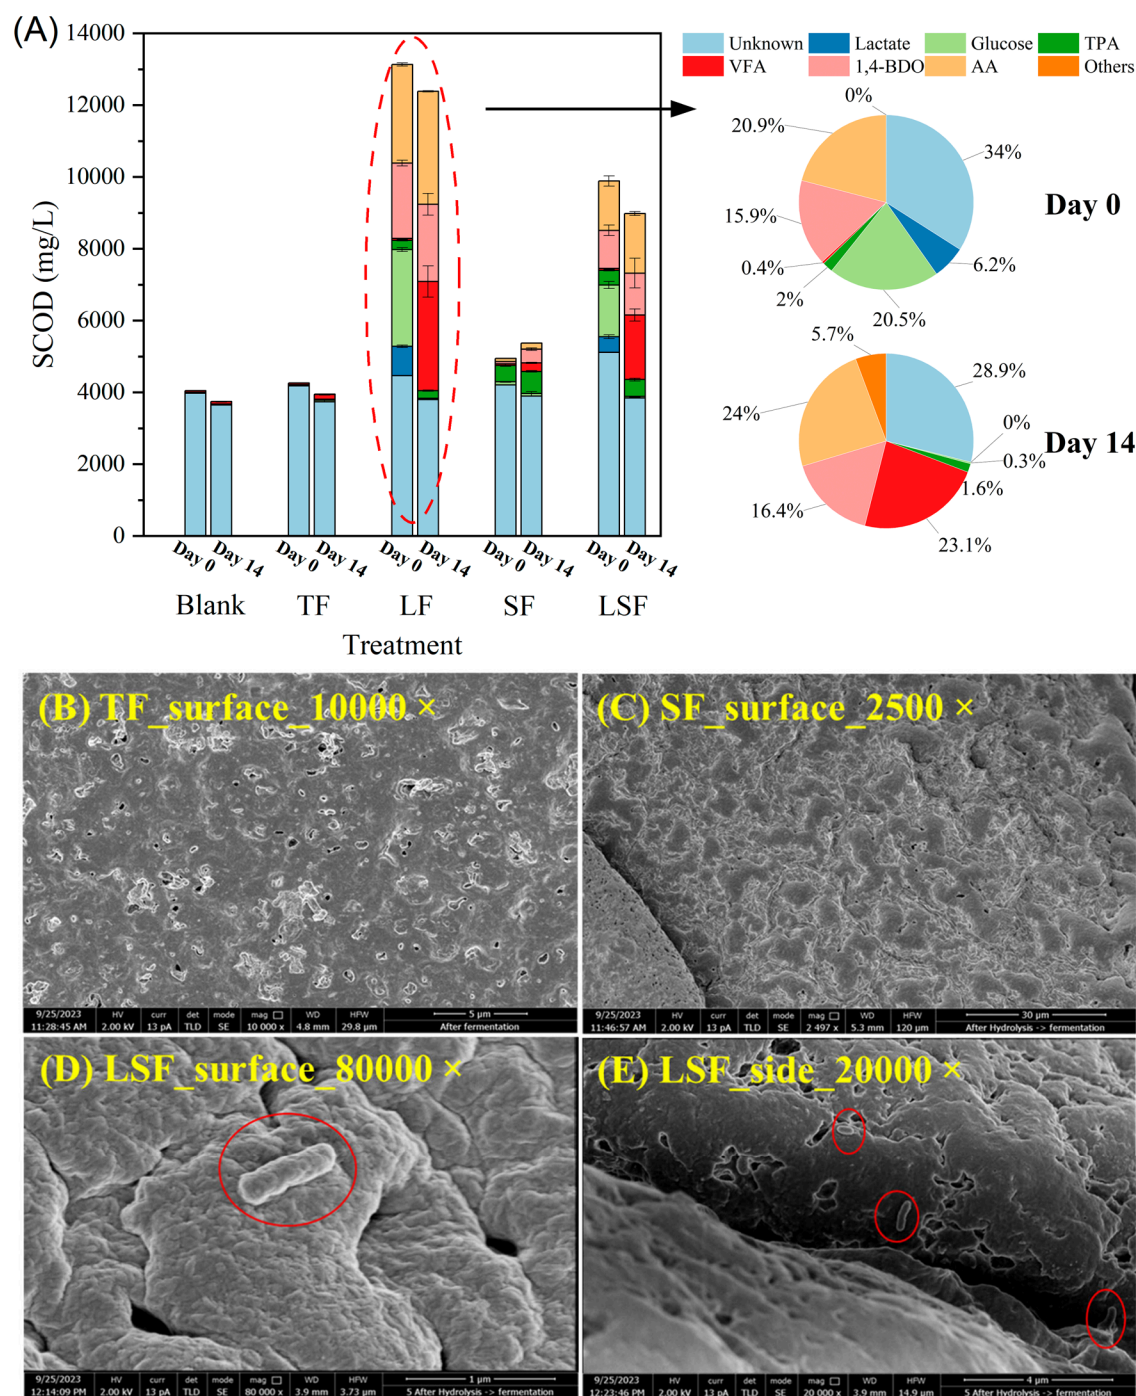 (A)
14000
12000
10000
8000
6000
4000
2000
0
SCOD (mg/L)
Day 0 Day 14 Day 0 Day 14 Day 0 Day 14 Day 0 Day 14 Day 0 Day 14
Blank TF LF SF LSF
Treatment
Unknown Lactate Glucose TPA
VFA 1,4-BDO AA Others
0%
20.9%
34%
15.9%
Day 0
0.4%
6.2%
2%
20.5%
5.7%
28.9%
24%
0%
Day 14
0.3%
1.6%
16.4%
23.1%
(B) TF_surface_10000 ×
9/25/2023 HV curr det mode mag WD HFW 5 µm
11:28:45 AM 2.00 kV 13 pA TLD SE 10 000 x 4.8 mm 29.8 µm After fermentation
(C) SF_surface_2500 ×
9/25/2023 HV curr det mode mag WD HFW 30 µm
11:46:57 AM 2.00 kV 13 pA TLD SE 2 497 x 5.3 mm 120 µm After Hydrolysis -> fermentation
(D) LSF_surface_80000 ×
9/25/2023 HV curr det mode mag WD HFW 1 µm
12:14:09 PM 2.00 kV 13 pA TLD SE 80 000 x 3.9 mm 3.73 µm 5 After Hydrolysis -> fermentation
(E) LSF_side_20000 ×
9/25/2023 HV curr det mode mag WD HFW 4 µm
12:23:46 PM 2.00 kV 13 pA TLD SE 20 000 x 3.9 mm 14.9 µm 5 After Hydrolysis -> fermentation